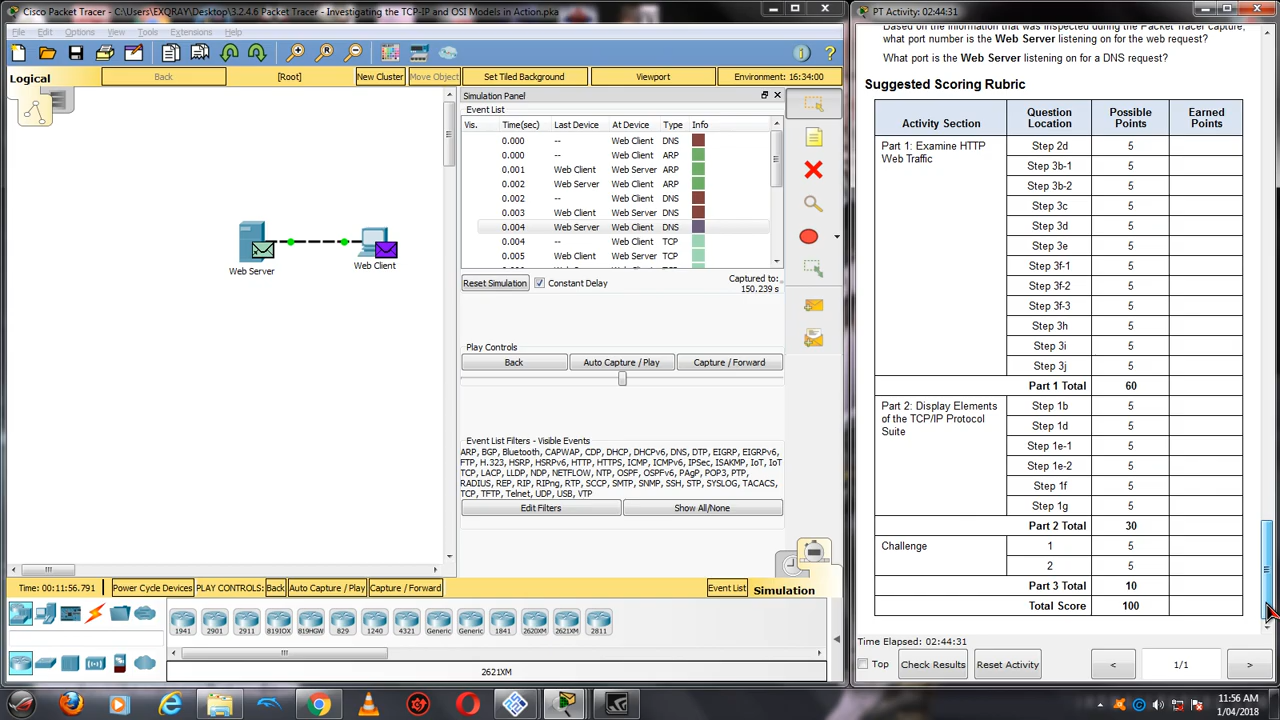 Cisco Packet Tracer - C:\Users\EXQRAY\Desktop\3.2.4.6 Packet Tracer - Investigating the TCP-IP and OSI Models in Action.pka
File Edit Options View Tools Extensions Help
Logical Back [Root] New Cluster Move Object Set Tiled Background Viewport Environment: 16:34:00
Web Server
Web Client
Simulation Panel
Event List
Vis. Time(sec) Last Device At Device Type Info
0.000 -- Web Client DNS
0.000 -- Web Client ARP
0.001 Web Client Web Server ARP
0.002 Web Server Web Client ARP
0.002 -- Web Client DNS
0.003 Web Client Web Server DNS
0.004 Web Server Web Client DNS
0.004 -- Web Client TCP
0.005 Web Client Web Server TCP
Reset Simulation Constant Delay Captured to:
150.239 s
Play Controls
Back Auto Capture / Play Capture / Forward
Event List Filters - Visible Events
ARP, BGP, Bluetooth, CAPWAP, CDP, DHCP, DHCPv6, DNS, DTP, EIGRP, EIGRPv6,
FTP, H.323, HSRP, HSRPv6, HTTP, HTTPS, ICMP, ICMPv6, IPSec, ISAKMP, IoT, IoT
TCP, LACP, LLDP, NDP, NETFLOW, NTP, OSPF, OSPFv6, PAgP, POP3, PTP,
RADIUS, REP, RIP, RIPng, RTP, SCCP, SMTP, SNMP, SSH, STP, SYSLOG, TACACS,
TCP, TFTP, Telnet, UDP, USB, VTP
Edit Filters Show All/None
Time: 00:11:56.791 Power Cycle Devices PLAY CONTROLS: Back Auto Capture / Play Capture / Forward Event List Simulation
1941 2901 2911 819IOX 819HGW 829 1240 4321 Generic Generic 1841 2620XM 2621XM 2811
2621XM
PT Activity: 02:44:31
Based on the information that was inspected during the Packet Tracer capture,
what port number is the Web Server listening on for the web request?
What port is the Web Server listening on for a DNS request?
Suggested Scoring Rubric
Activity Section Question Location Possible Points Earned Points
Part 1: Examine HTTP Web Traffic Step 2d 5
Step 3b-1 5
Step 3b-2 5
Step 3c 5
Step 3d 5
Step 3e 5
Step 3f-1 5
Step 3f-2 5
Step 3f-3 5
Step 3h 5
Step 3i 5
Step 3j 5
Part 1 Total 60
Part 2: Display Elements of the TCP/IP Protocol Suite Step 1b 5
Step 1d 5
Step 1e-1 5
Step 1e-2 5
Step 1f 5
Step 1g 5
Part 2 Total 30
Challenge 1 5
2 5
Part 3 Total 10
Total Score 100
Time Elapsed: 02:44:31
Top Check Results Reset Activity < 1/1 >
11:56 AM
1/04/2018